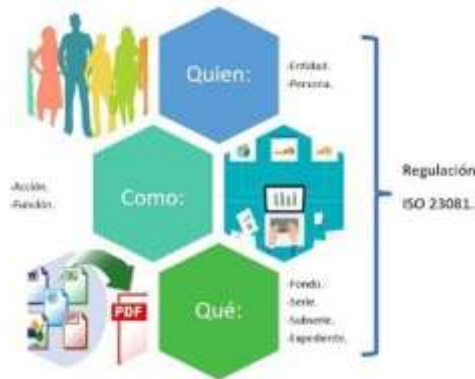 Quien:
-Entidad.
-Persona.
-Acción.
-Función.
Como:
Regulación
ISO 23081.
PDF
Qué:
-Fondo.
-Serie.
-Subserie.
-Expediente.